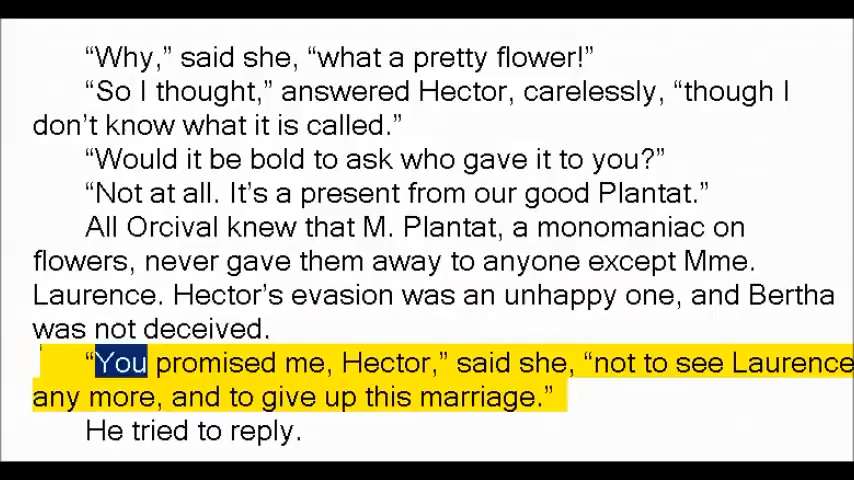 “Why,” said she, “what a pretty flower!”
“So I thought,” answered Hector, carelessly, “though I
don’t know what it is called.”
“Would it be bold to ask who gave it to you?”
“Not at all. It’s a present from our good Plantat.”
All Orcival knew that M. Plantat, a monomaniac on
flowers, never gave them away to anyone except Mme.
Laurence. Hector’s evasion was an unhappy one, and Bertha
was not deceived.
“You promised me, Hector,” said she, “not to see Laurence
any more, and to give up this marriage.”
He tried to reply.